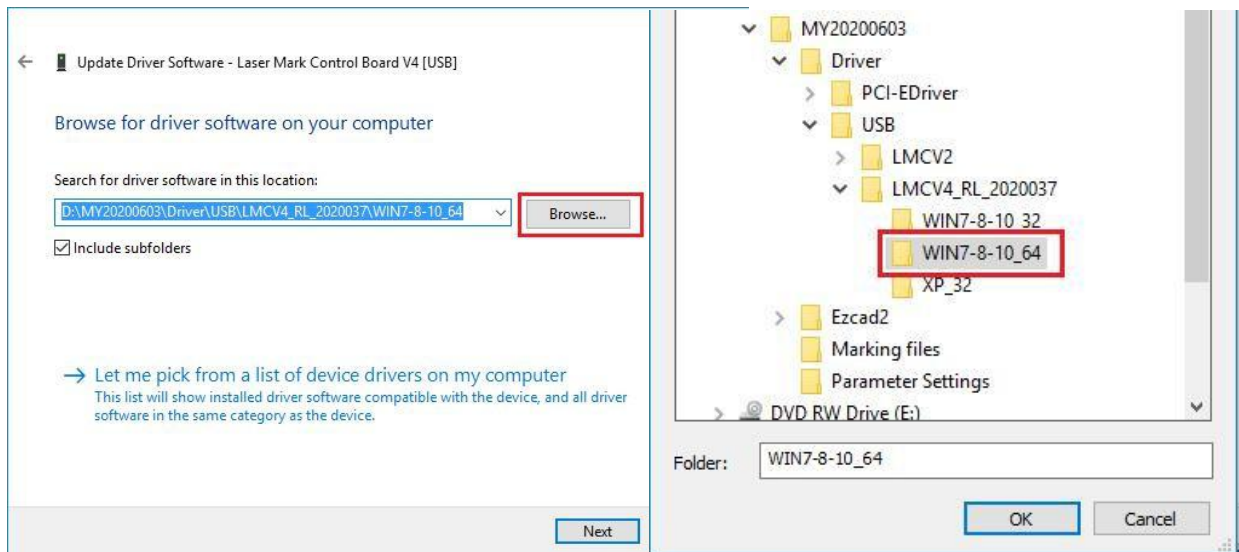 Update Driver Software - Laser Mark Control Board V4 [USB]
Browse for driver software on your computer
Search for driver software in this location:
D:\MY20200603\Driver\USB\LMCV4_RL_2020037\WIN7-8-10_64
Browse...
Include subfolders
Let me pick from a list of device drivers on my computer
This list will show installed driver software compatible with the device, and all driver
software in the same category as the device.
Next
MY20200603
Driver
PCI-EDriver
USB
LMCV2
LMCV4_RL_2020037
WIN7-8-10_32
WIN7-8-10_64
XP_32
Ezcad2
Marking files
Parameter Settings
DVD RW Drive (E:)
Folder:
WIN7-8-10_64
OK
Cancel